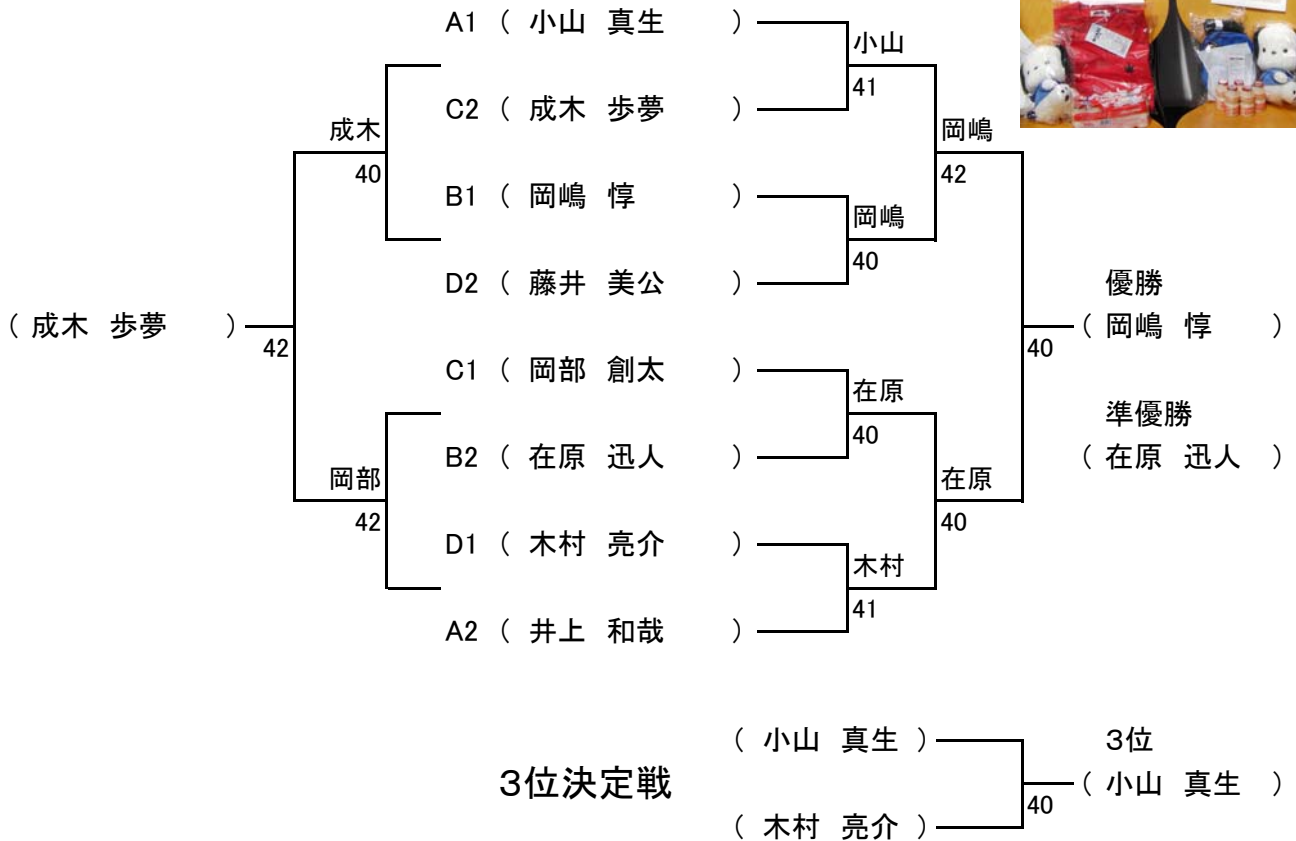 A1 （ 小山 真生 ）
小山
41
C2 （ 成木 歩夢 ）
成木
40
岡嶋
42
B1 （ 岡嶋 惇 ）
岡嶋
40
D2 （ 藤井 美公 ）
優勝
（ 成木 歩夢 ）
42
（ 岡嶋 惇 ）
40
C1 （ 岡部 創太 ）
在原
40
準優勝
B2 （ 在原 迅人 ）
（ 在原 迅人 ）
岡部
42
在原
40
D1 （ 木村 亮介 ）
木村
41
A2 （ 井上 和哉 ）
（ 小山 真生 ）
3位
3位決定戦
（ 小山 真生 ）
40
（ 木村 亮介 ）